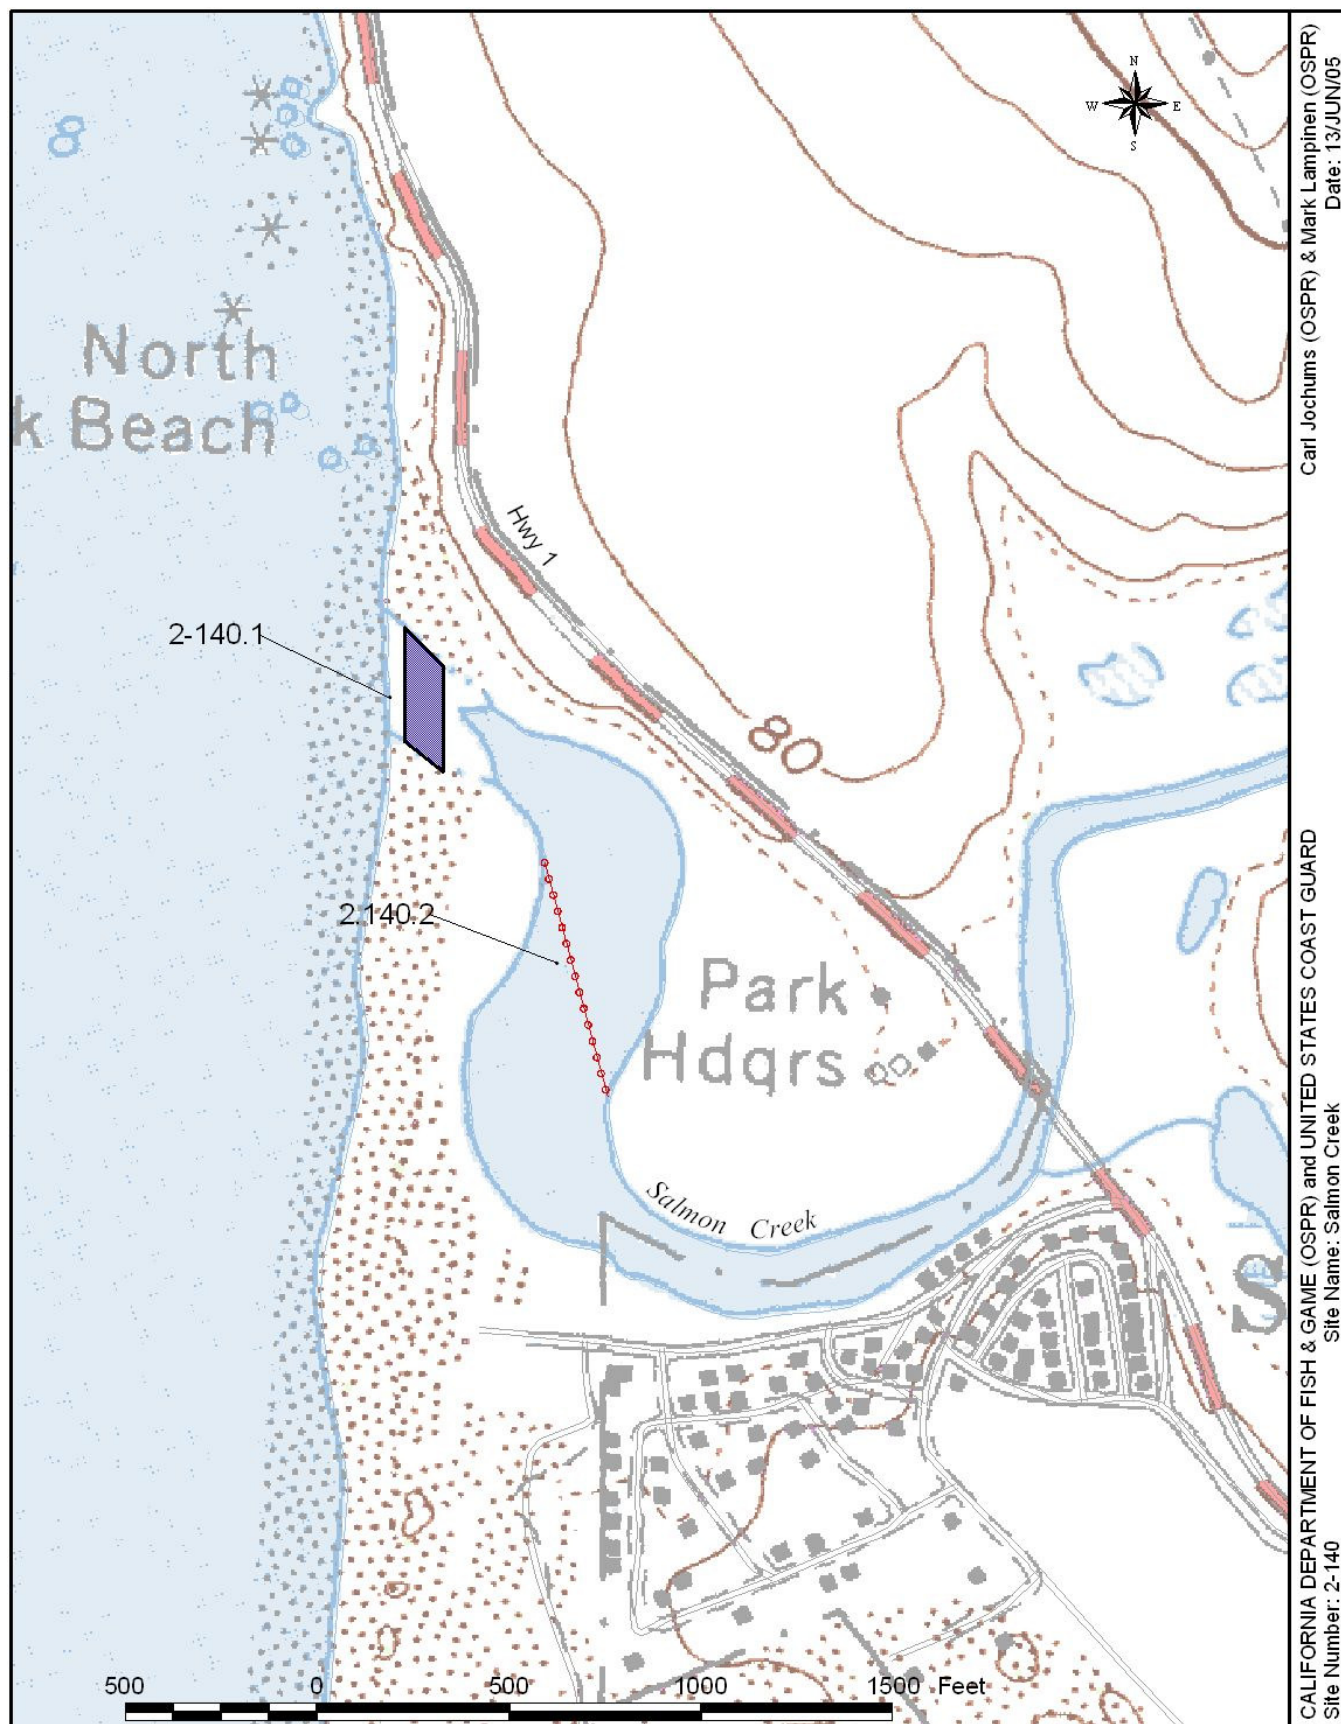 N
W E
S
8
North
k Beach
Hwy 1
2-140.1
80
2.140.2
Park
Hdqrs
Salmon Creek
S
500 0 500 1000 1500 Feet
Carl Jochums (OSPR) & Mark Lampinen (OSPR)
Date: 13/JUN/05
CALIFORNIA DEPARTMENT OF FISH & GAME (OSPR) and UNITED STATES COAST GUARD
Site Number: 2-140 Site Name: Salmon Creek